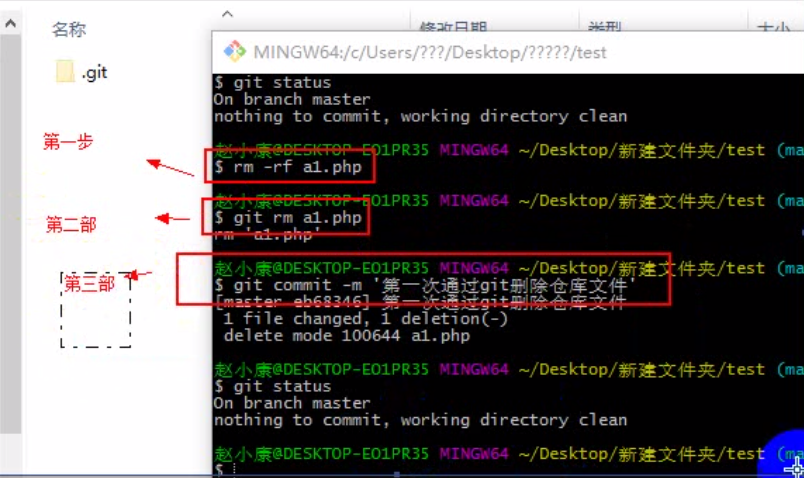 名称
修改日期
类型
大小
.git
MINGW64:/c/Users/???/Desktop/?????/test
$ git status
On branch master
nothing to commit, working directory clean
第一步
赵小康@DESKTOP-EO1PR35 MINGW64 ~/Desktop/新建文件夹/test (ma
$ rm -rf a1.php
第二部
赵小康@DESKTOP-EO1PR35 MINGW64 ~/Desktop/新建文件夹/test (ma
$ git rm a1.php
rm 'a1.php'
第三部
赵小康@DESKTOP-EO1PR35 MINGW64 ~/Desktop/新建文件夹/test (ma
$ git commit -m '第一次通过git删除仓库文件'
[master eb68346] 第一次通过git删除仓库文件
1 file changed, 1 deletion(-)
delete mode 100644 a1.php
赵小康@DESKTOP-EO1PR35 MINGW64 ~/Desktop/新建文件夹/test (ma
$ git status
On branch master
nothing to commit, working directory clean
赵小康@DESKTOP-EO1PR35 MINGW64 ~/Desktop/新建文件夹/test (ma
$